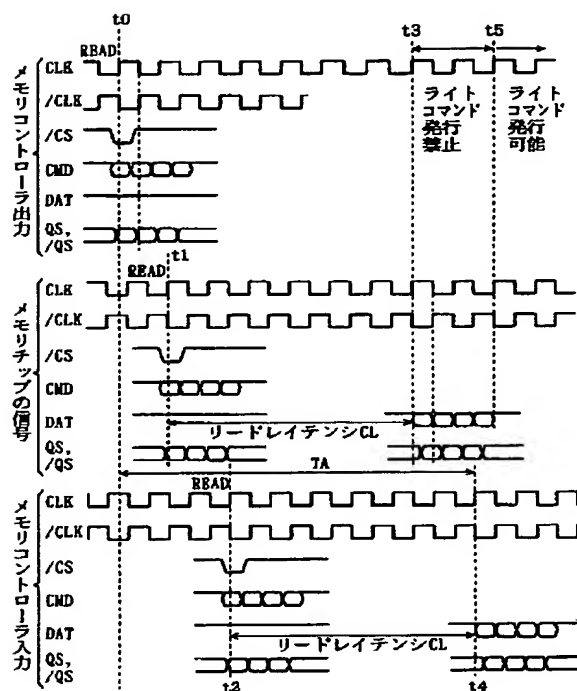 t0
t3
t5
READ
メモリコントローラ出力
CLK
/CLK
/CS
CMD
DAT
QS,
/QS
ライト
コマンド
発行
禁止
ライト
コマンド
発行
可能
t1
READ
メモリチップの信号
CLK
/CLK
/CS
CMD
DAT
QS,
/QS
リードレイテンシCL
TA
READ
メモリコントローラ入力
CLK
/CLK
/CS
CMD
DAT
QS,
/QS
リードレイテンシCL
t2
t4